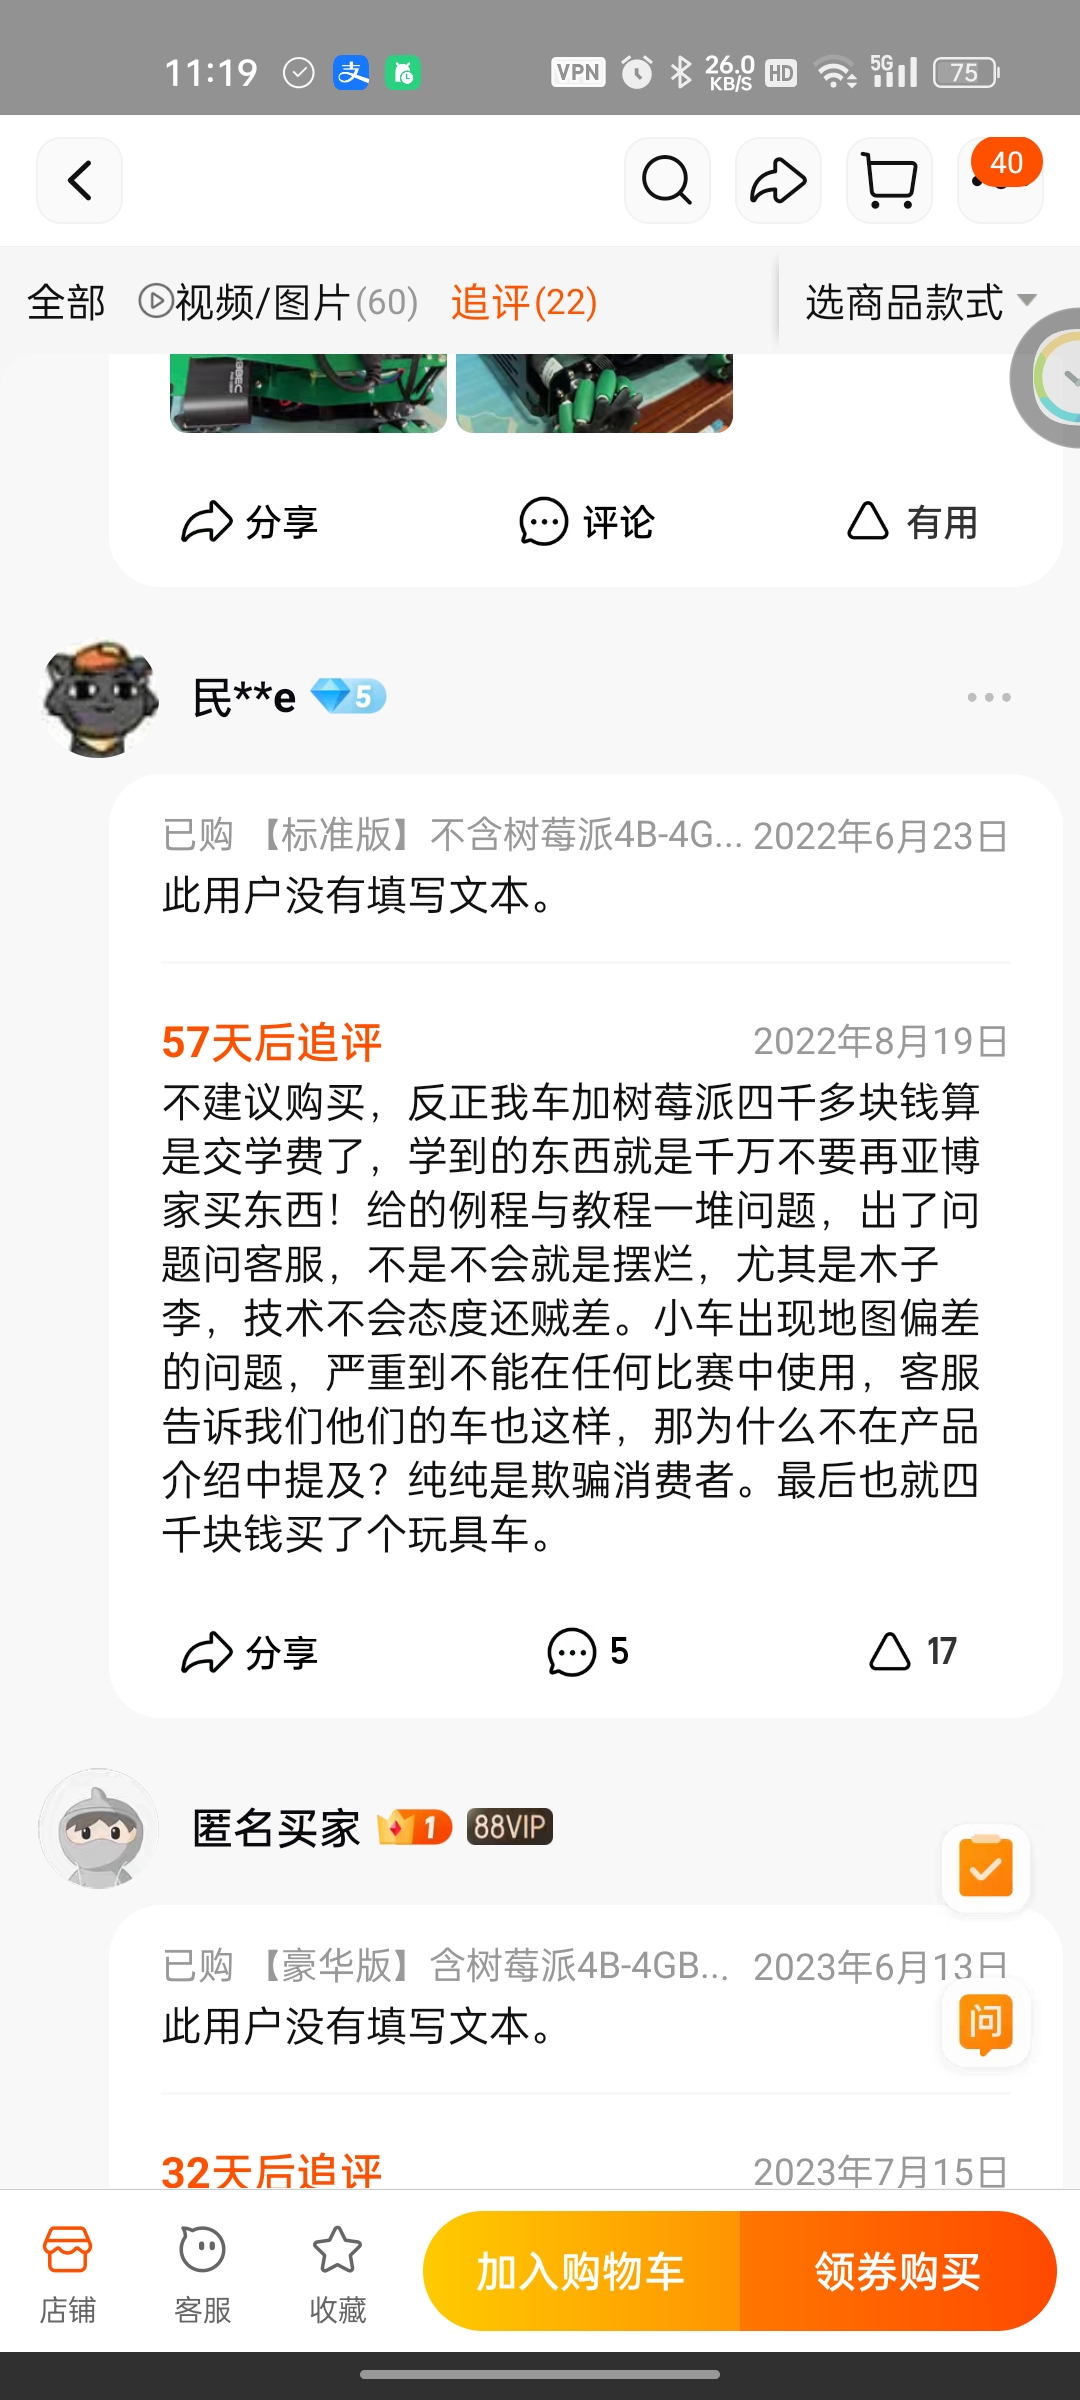 11:19 支 VPN 26.0 KB/S HD 5G 75
40
全部 视频/图片(60) 追评(22) 选商品款式
分享 评论 有用
民**e 5
已购 【标准版】不含树莓派4B-4G... 2022年6月23日
此用户没有填写文本。
57天后追评 2022年8月19日
不建议购买，反正我车加树莓派四千多块钱算
是交学费了，学到的东西就是千万不要再亚博
家买东西！给的例程与教程一堆问题，出了问
题问客服，不是不会就是摆烂，尤其是木子
李，技术不会态度还贼差。小车出现地图偏差
的问题，严重到不能在任何比赛中使用，客服
告诉我们他们的车也这样，那为什么不在产品
介绍中提及？纯纯是欺骗消费者。最后也就四
千块钱买了个玩具车。
分享 5 17
匿名买家 1 88VIP
已购 【豪华版】含树莓派4B-4GB... 2023年6月13日
此用户没有填写文本。
问
32天后追评 2023年7月15日
店铺 客服 收藏 加入购物车 领券购买